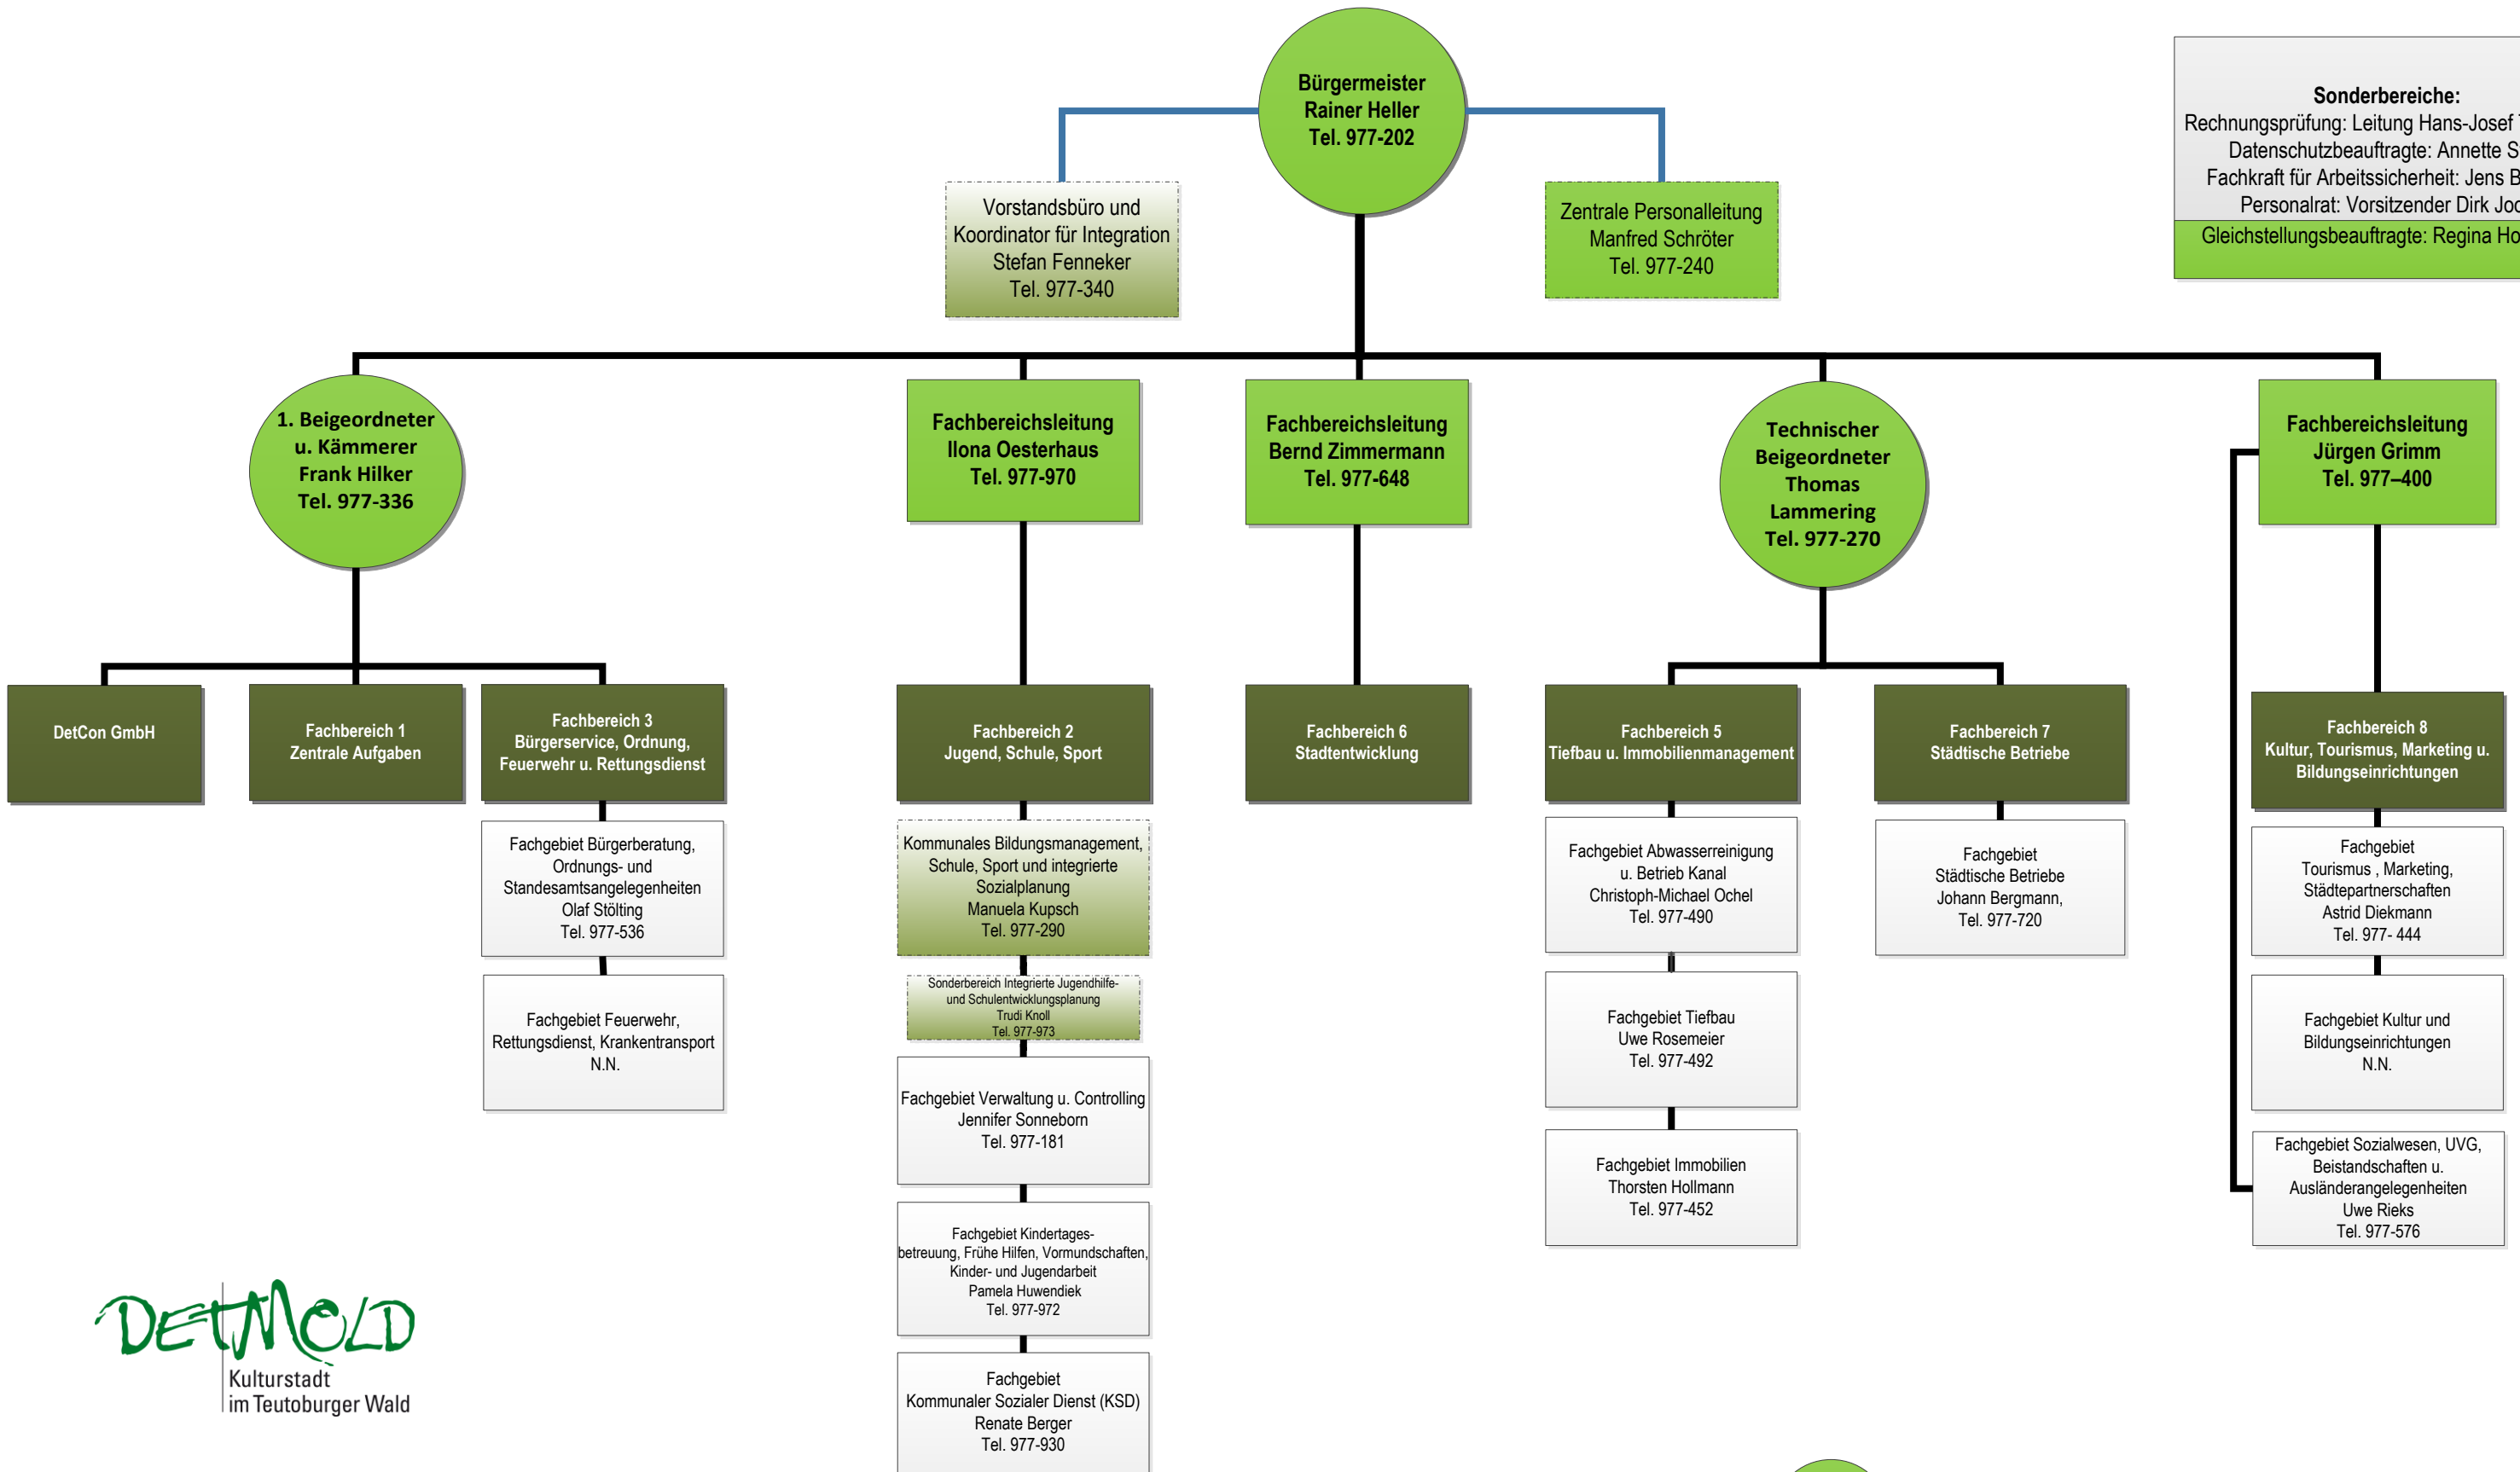 Bürgermeister
Rainer Heller
Tel. 977-202
Sonderbereiche:
Rechnungsprüfung: Leitung Hans-Josef
Datenschutzbeauftragte: Annette
Fachkraft für Arbeitssicherheit: Jens
Personalrat: Vorsitzender Dirk
Gleichstellungsbeauftragte: Regina
Vorstandsbüro und
Koordinator für Integration
Stefan Fenneker
Tel. 977-340
Zentrale Personalleitung
Manfred Schröter
Tel. 977-240
1. Beigeordneter
u. Kämmerer
Frank Hilker
Tel. 977-336
Fachbereichsleitung
Ilona Oesterhaus
Tel. 977-970
Fachbereichsleitung
Bernd Zimmermann
Tel. 977-648
Technischer
Beigeordneter
Thomas
Lammering
Tel. 977-270
Fachbereichsleitung
Jürgen Grimm
Tel. 977–400
DetCon GmbH
Fachbereich 1
Zentrale Aufgaben
Fachbereich 3
Bürgerservice, Ordnung,
Feuerwehr u. Rettungsdienst
Fachbereich 2
Jugend, Schule, Sport
Fachbereich 6
Stadtentwicklung
Fachbereich 5
Tiefbau u. Immobilienmanagement
Fachbereich 7
Städtische Betriebe
Fachbereich 8
Kultur, Tourismus, Marketing u.
Bildungseinrichtungen
Fachgebiet Bürgerberatung,
Ordnungs- und
Standesamtsangelegenheiten
Olaf Stölting
Tel. 977-536
Fachgebiet Feuerwehr,
Rettungsdienst, Krankentransport
N.N.
Kommunales Bildungsmanagement,
Schule, Sport und integrierte
Sozialplanung
Manuela Kupsch
Tel. 977-290
Sonderbereich Integrierte Jugendhilfe-
und Schulentwicklungsplanung
Trudi Knoll
Tel. 977-973
Fachgebiet Verwaltung u. Controlling
Jennifer Sonneborn
Tel. 977-181
Fachgebiet Kindertages-
betreuung, Frühe Hilfen, Vormundschaften,
Kinder- und Jugendarbeit
Pamela Huwendiek
Tel. 977-972
Fachgebiet
Kommunaler Sozialer Dienst (KSD)
Renate Berger
Tel. 977-930
Fachgebiet Abwasserreinigung
u. Betrieb Kanal
Christoph-Michael Ochel
Tel. 977-490
Fachgebiet Tiefbau
Uwe Rosemeier
Tel. 977-492
Fachgebiet Immobilien
Thorsten Hollmann
Tel. 977-452
Fachgebiet
Städtische Betriebe
Johann Bergmann,
Tel. 977-720
Fachgebiet
Tourismus , Marketing,
Städtepartnerschaften
Astrid Diekmann
Tel. 977- 444
Fachgebiet Kultur und
Bildungseinrichtungen
N.N.
Fachgebiet Sozialwesen, UVG,
Beistandschaften u.
Ausländerangelegenheiten
Uwe Rieks
Tel. 977-576
DETMOLD
Kulturstadt
im Teutoburger Wald